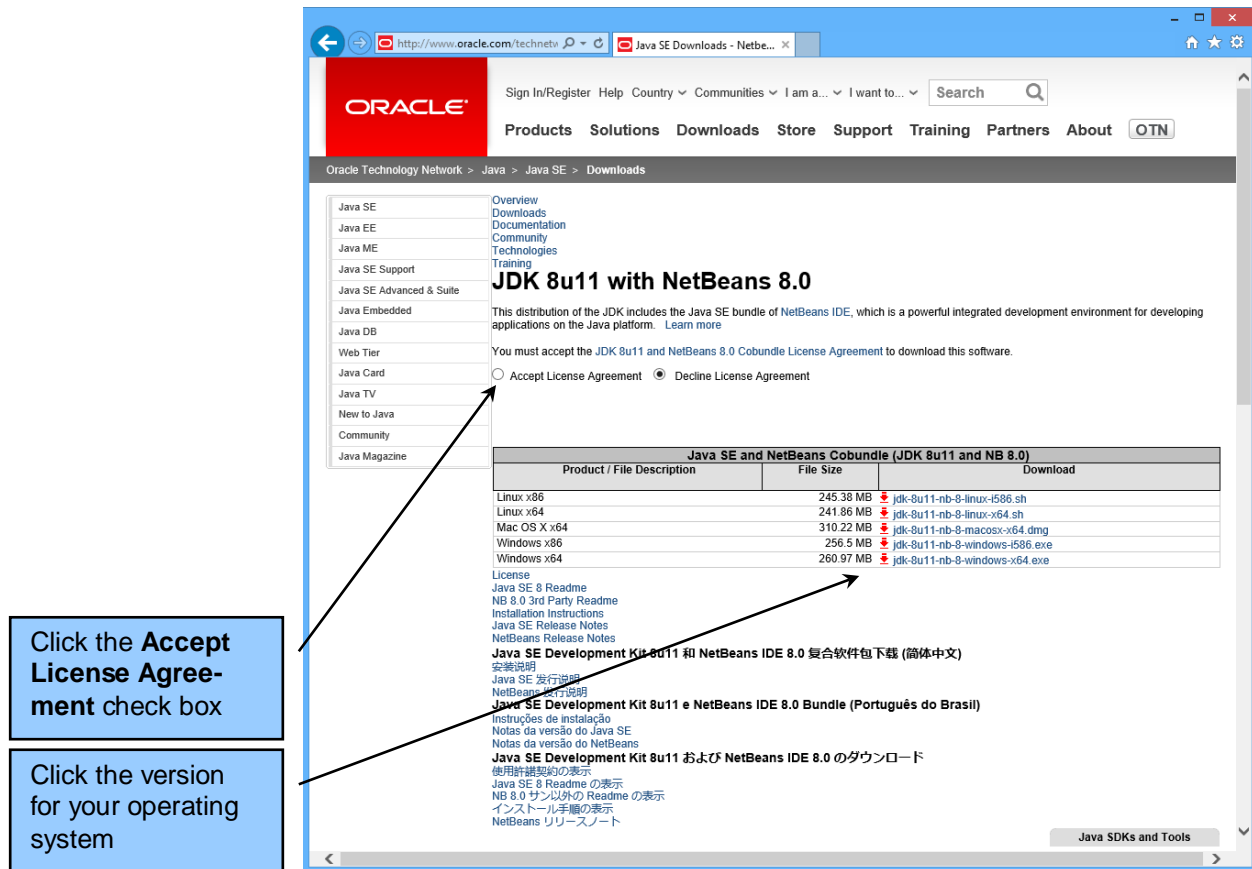 http://www.oracle.com/technetw
Java SE Downloads - Netbe...
ORACLE®
Sign In/Register Help Country Communities I am a... I want to... Search
Products Solutions Downloads Store Support Training Partners About OTN
Oracle Technology Network > Java > Java SE > Downloads
Java SE
Java EE
Java ME
Java SE Support
Java SE Advanced & Suite
Java Embedded
Java DB
Web Tier
Java Card
Java TV
New to Java
Community
Java Magazine
Overview
Downloads
Documentation
Community
Technologies
Training
JDK 8u11 with NetBeans 8.0
This distribution of the JDK includes the Java SE bundle of NetBeans IDE, which is a powerful integrated development environment for developing
applications on the Java platform. Learn more
You must accept the JDK 8u11 and NetBeans 8.0 Cobundle License Agreement to download this software.
Accept License Agreement Decline License Agreement
Java SE and NetBeans Cobundle (JDK 8u11 and NB 8.0)
Product / File Description File Size Download
Linux x86 245.38 MB jdk-8u11-nb-8-linux-i586.sh
Linux x64 241.86 MB jdk-8u11-nb-8-linux-x64.sh
Mac OS X x64 310.22 MB jdk-8u11-nb-8-macosx-x64.dmg
Windows x86 256.5 MB jdk-8u11-nb-8-windows-i586.exe
Windows x64 260.97 MB jdk-8u11-nb-8-windows-x64.exe
License
Java SE 8 Readme
NB 8.0 3rd Party Readme
Installation Instructions
Java SE Release Notes
NetBeans Release Notes
Java SE Development Kit 8u11 和 NetBeans IDE 8.0 复合软件包下载 (简体中文)
安装说明
Java SE 发行说明
NetBeans 发行说明
Java SE Development Kit 8u11 e NetBeans IDE 8.0 Bundle (Português do Brasil)
Instruções de instalação
Notas da versão do Java SE
Notas da versão do NetBeans
Java SE Development Kit 8u11 および NetBeans IDE 8.0 のダウンロード
使用許諾契約の表示
Java SE 8 Readme の表示
NB 8.0 サン以外の Readme の表示
インストール手順の表示
NetBeans リリースノート
Java SDKs and Tools
Click the Accept
License Agree-
ment check box
Click the version
for your operating
system